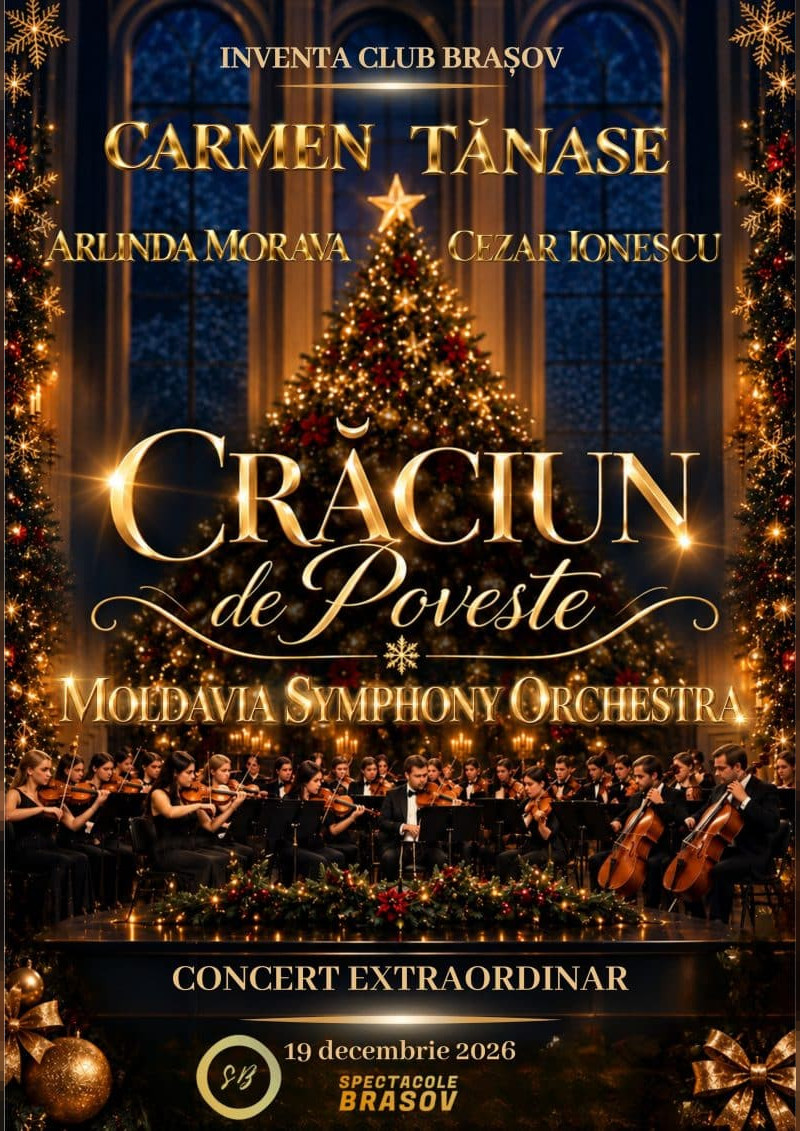 INVENTA CLUB BRAȘOV
CARMEN TĂNASE
ARLINDA MORAVA CEZAR IONESCU
CRĂCIUN
de Poveste
MOLDAVIA SYMPHONY ORCHESTRA
CONCERT EXTRAORDINAR
19 decembrie 2026
SB
SPECTACOLE
BRASOV